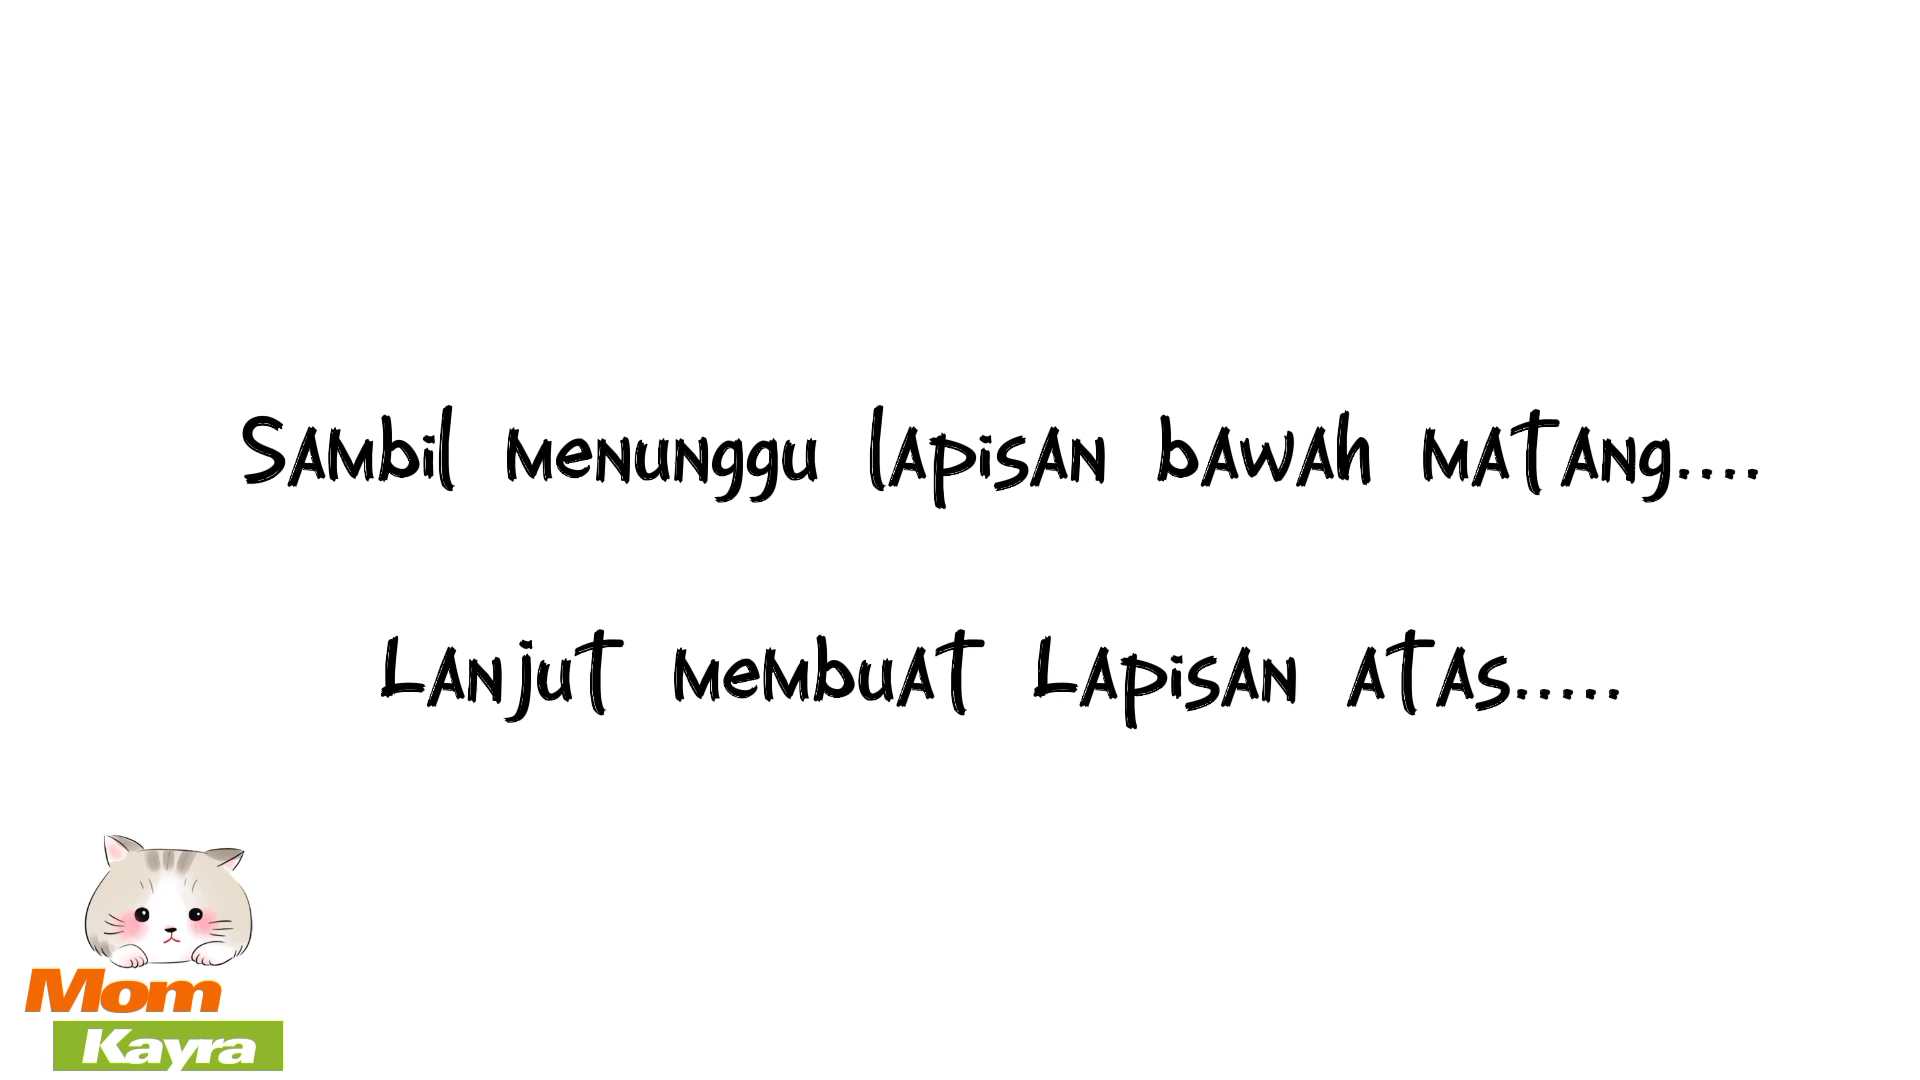 Sambil menunggu lapisan bawah matang....
Lanjut membuat Lapisan atas.....
Mom
Kayra